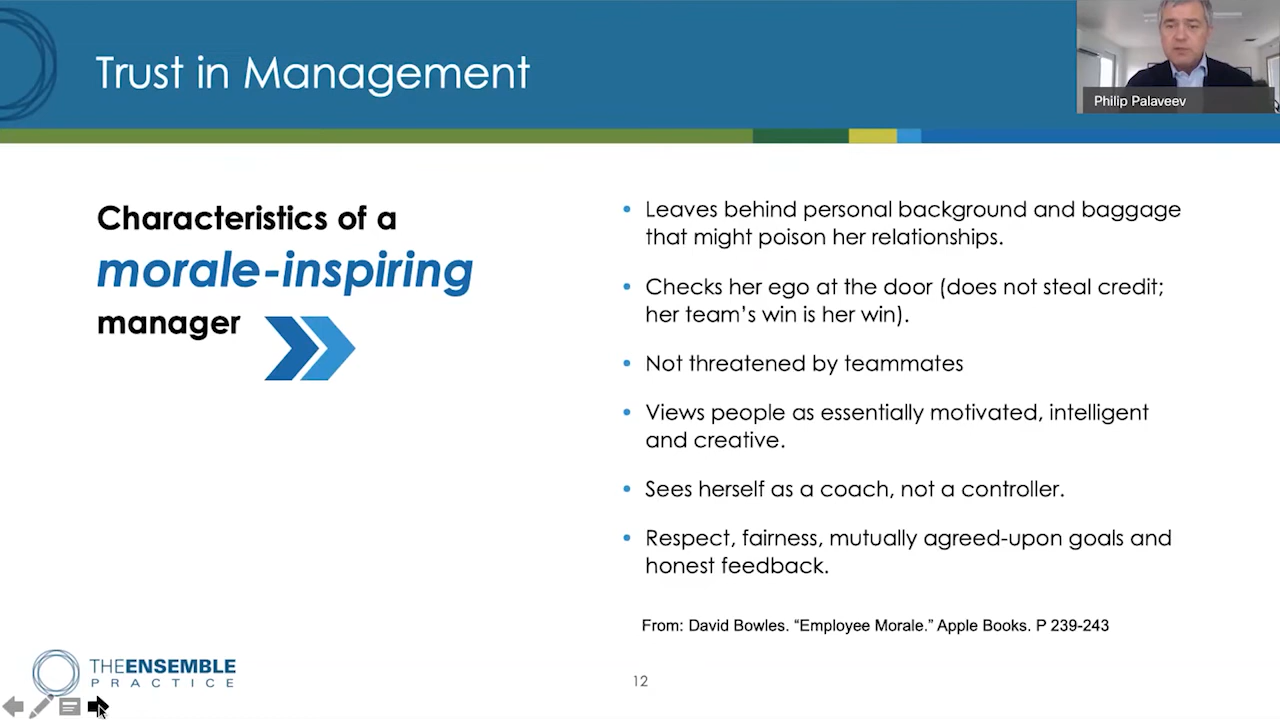 Trust in Management
Philip Palaveev
Characteristics of a
morale-inspiring
manager
• Leaves behind personal background and baggage
that might poison her relationships.
• Checks her ego at the door (does not steal credit;
her team’s win is her win).
• Not threatened by teammates
• Views people as essentially motivated, intelligent
and creative.
• Sees herself as a coach, not a controller.
• Respect, fairness, mutually agreed-upon goals and
honest feedback.
From: David Bowles. “Employee Morale.” Apple Books. P 239-243
THEENSEMBLE
PRACTICE
12